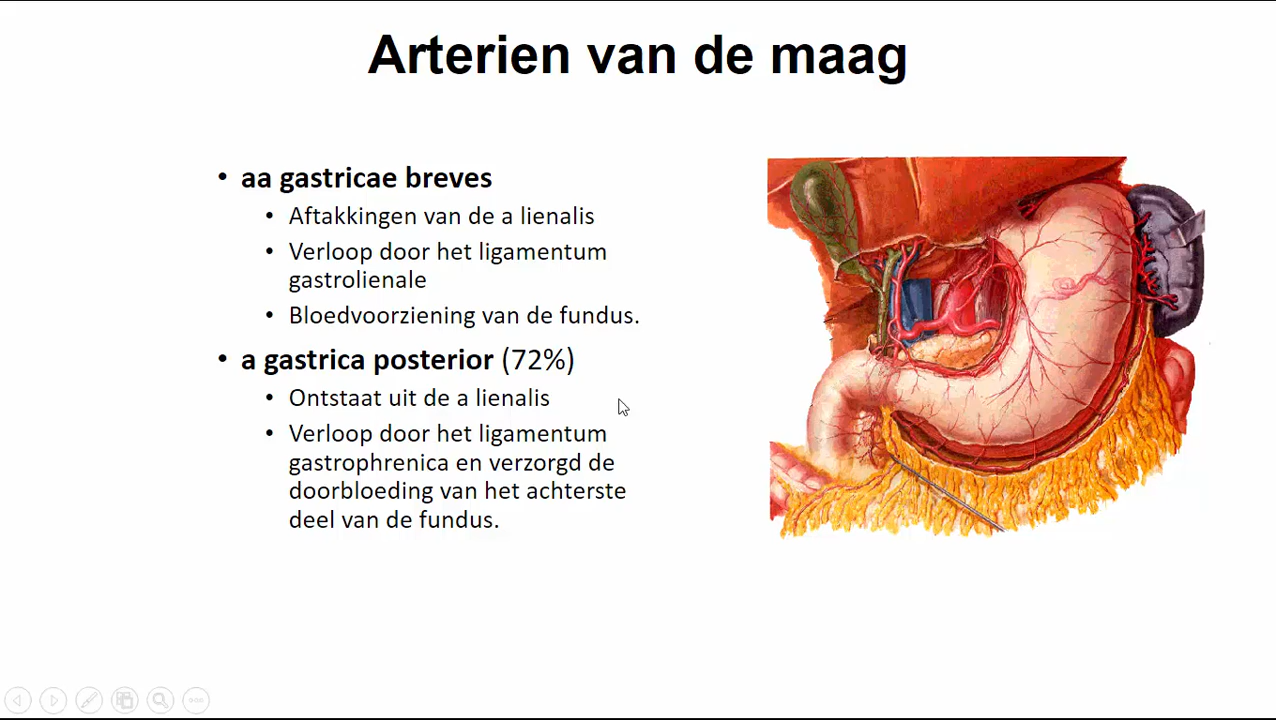 Arterien van de maag
• aa gastricae breves
• Aftakkingen van de a lienalis
• Verloop door het ligamentum
gastrolienale
• Bloedvoorziening van de fundus.
• a gastrica posterior (72%)
• Ontstaat uit de a lienalis
• Verloop door het ligamentum
gastrophrenica en verzorgd de
doorbloeding van het achterste
deel van de fundus.